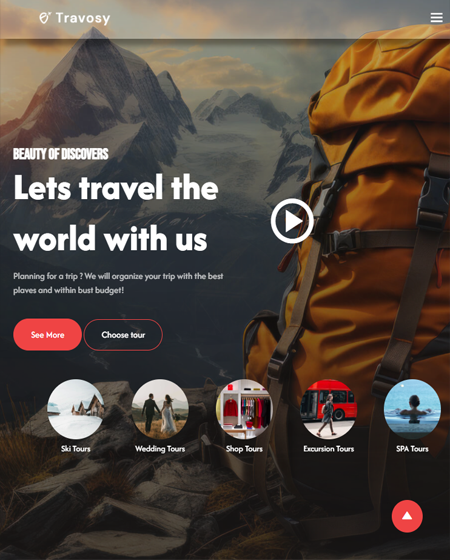 Travosy
BEAUTY OF DISCOVERS
Lets travel the
world with us
Planning for a trip ? We will organize your trip with the best
plaves and within bust budget!
See More
Choose tour
Ski Tours
Wedding Tours
Shop Tours
Excursion Tours
SPA Tours